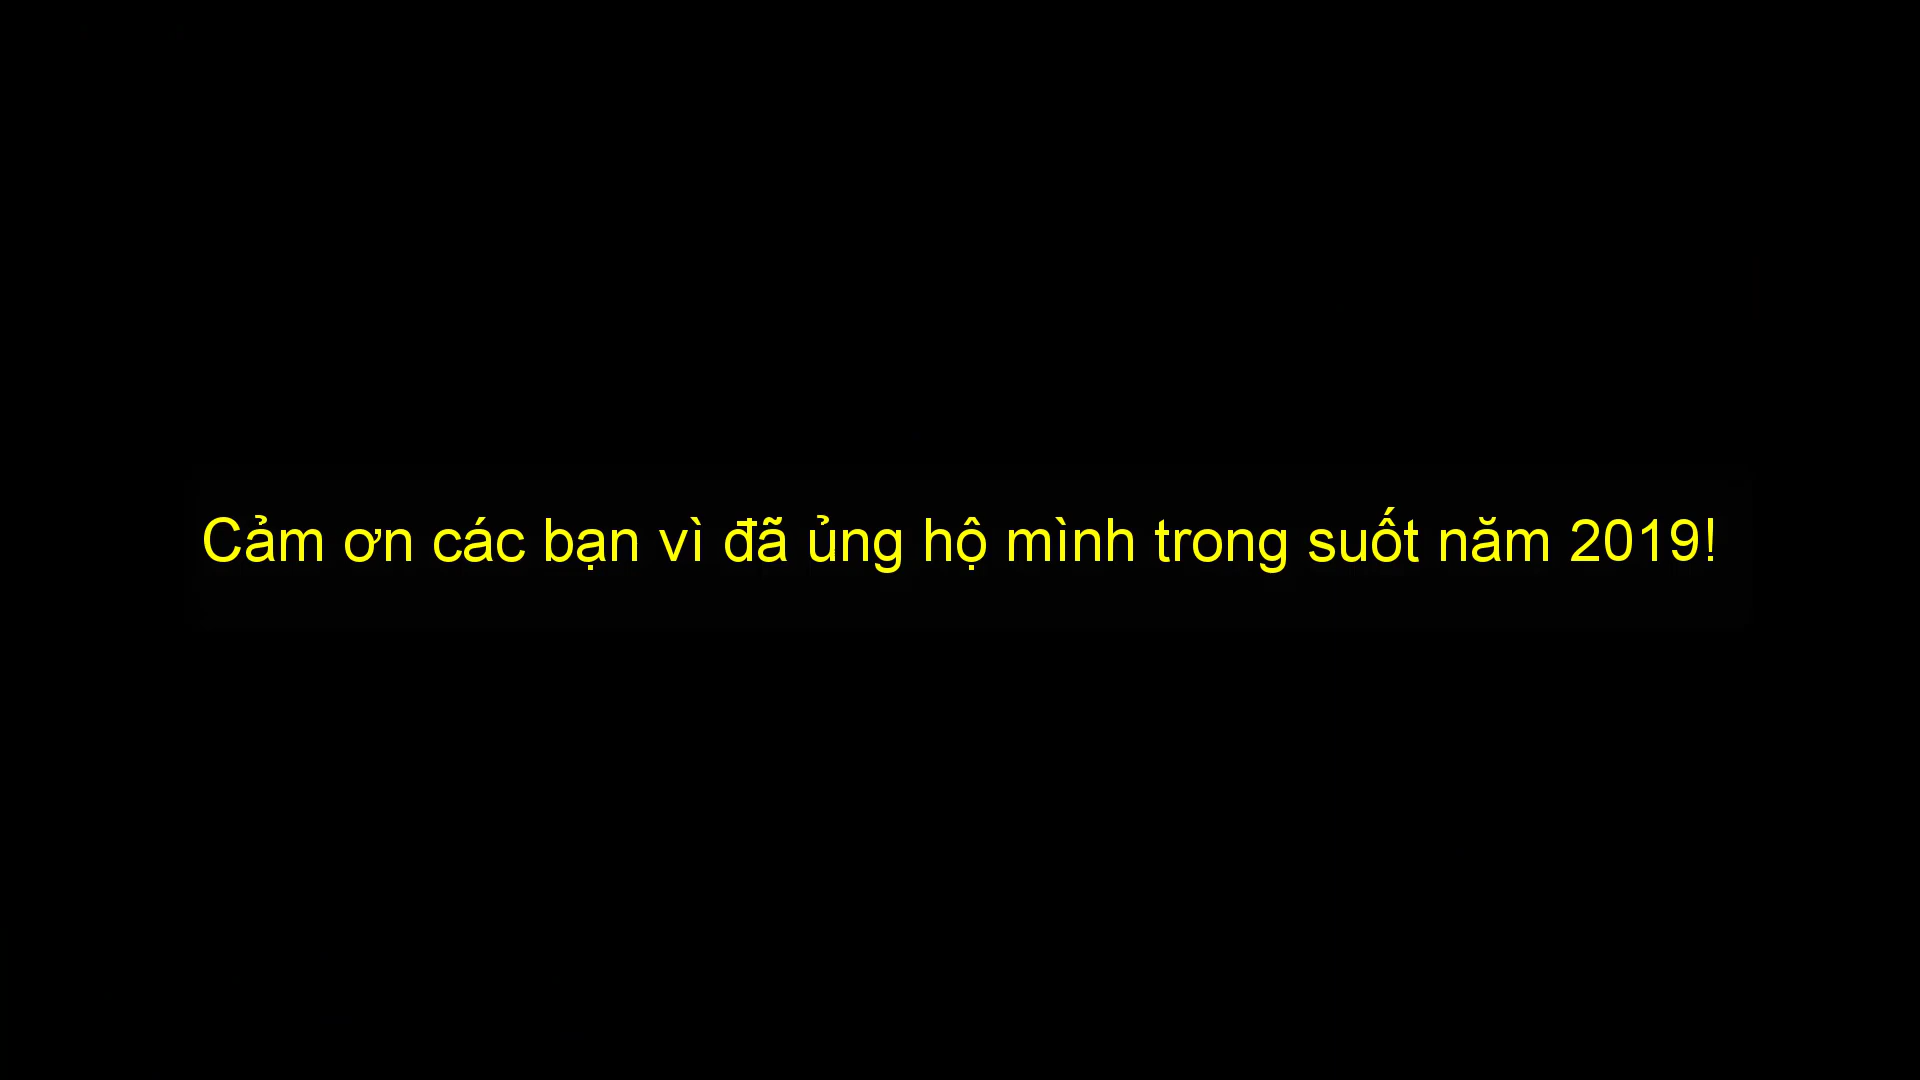 Cảm ơn các bạn vì đã ủng hộ mình trong suốt năm 2019!